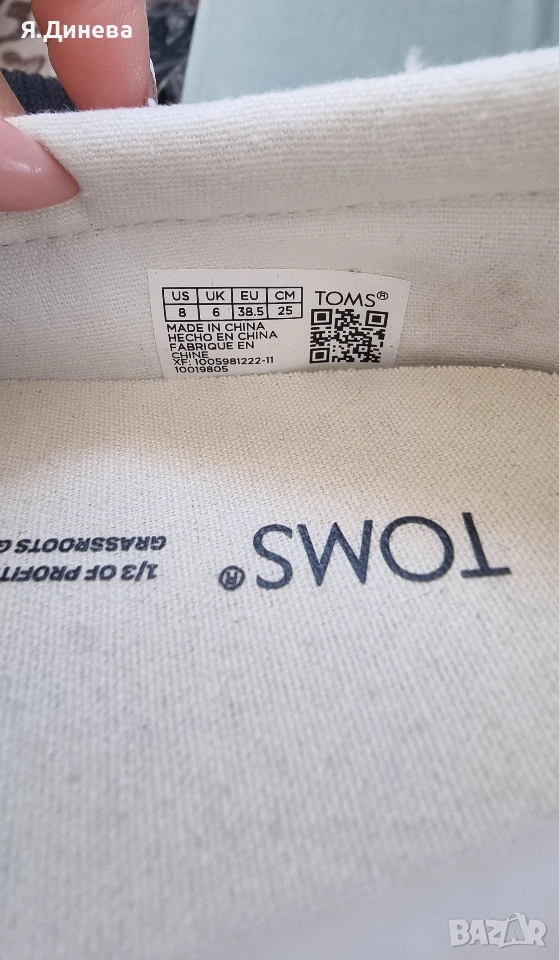 Я.Динева
US UK EU CM
8 6 38.5 25
TOMS®
MADE IN CHINA
HECHO EN CHINA
FABRIQUE EN
CHINE
XF: 1005981222-11
10019805
TOMS®
1/3 OF PROFIT
GRASSROOTS G
BAZAR